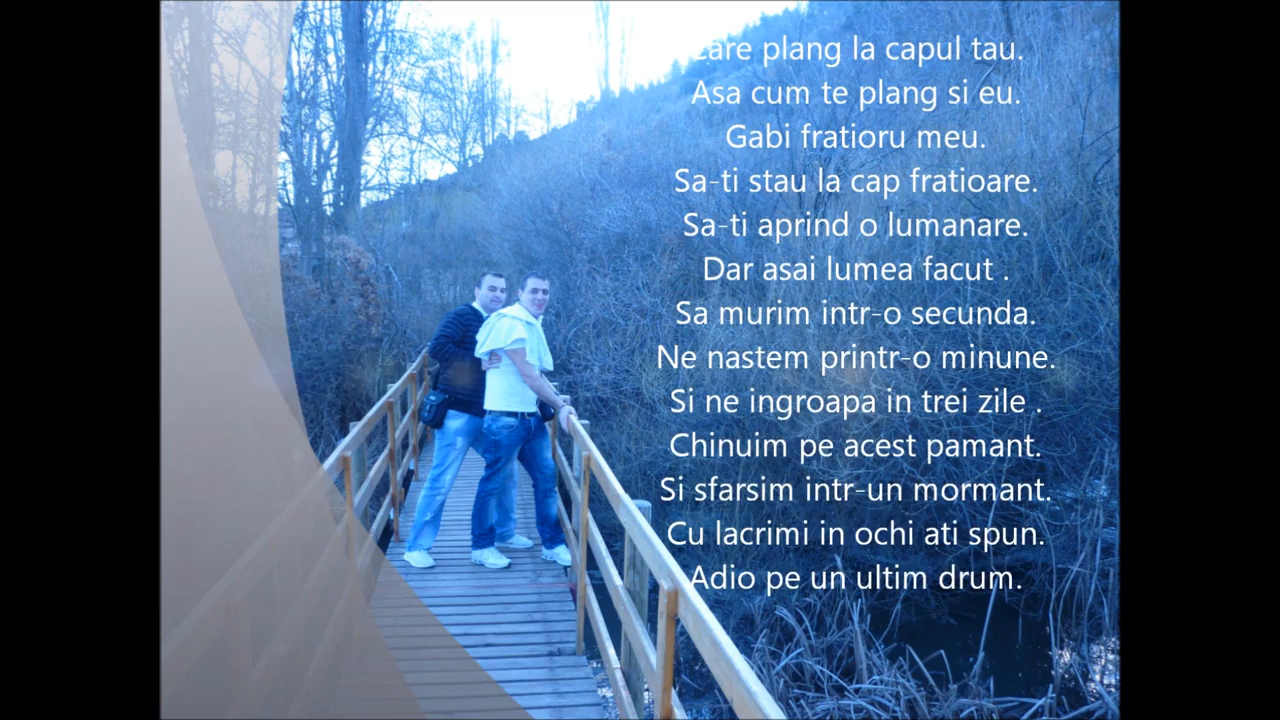 care plang la capul tau.
Asa cum te plang si eu.
Gabi fratioru meu.
Sa-ti stau la cap fratioare.
Sa-ti aprind o lumanare.
Dar asai lumea facut .
Sa murim intr-o secunda.
Ne nastem printr-o minune.
Si ne ingroapa in trei zile .
Chinuim pe acest pamant.
Si sfarsim intr-un mormant.
Cu lacrimi in ochi ati spun.
Adio pe un ultim drum.